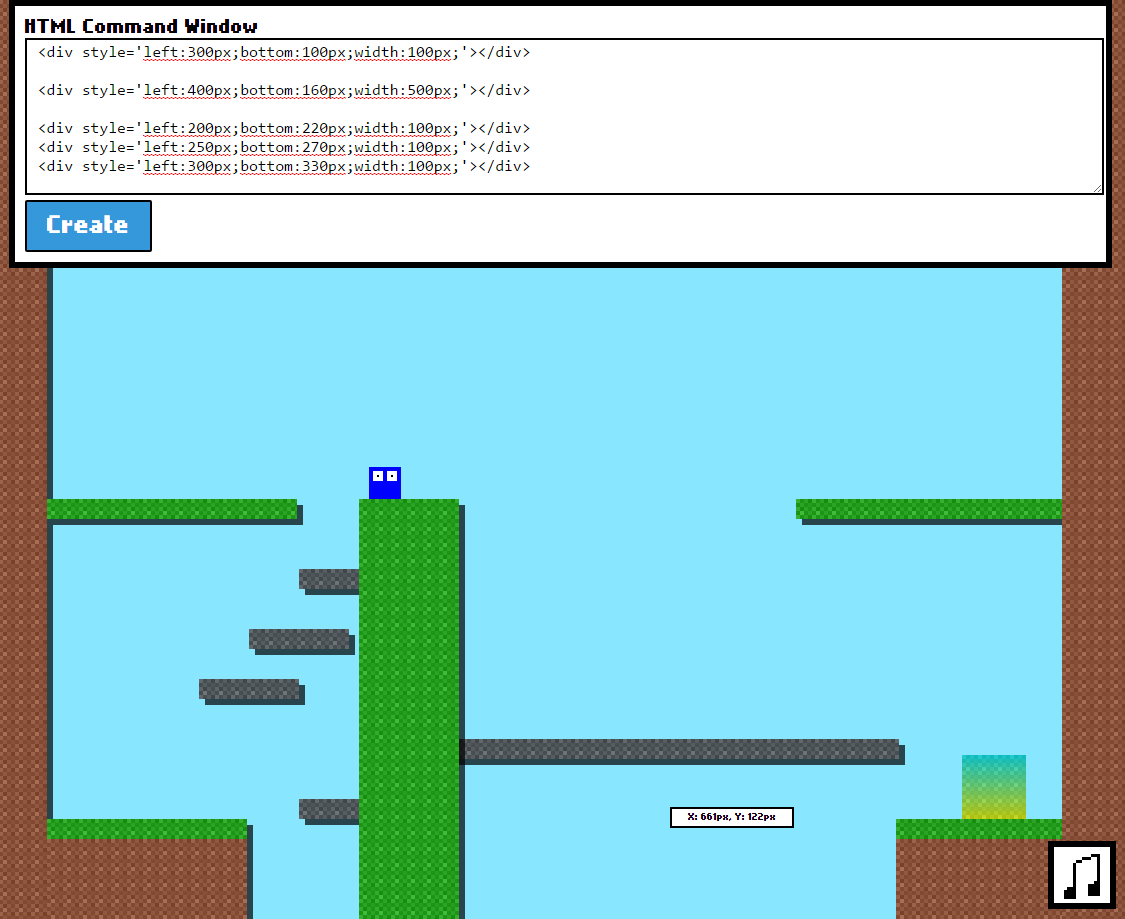 HTML Command Window
<div style='left:300px;bottom:100px;width:100px;'></div>
<div style='left:400px;bottom:160px;width:500px;'></div>
<div style='left:200px;bottom:220px;width:100px;'></div>
<div style='left:250px;bottom:270px;width:100px;'></div>
<div style='left:300px;bottom:330px;width:100px;'></div>
Create
X: 661px, Y: 122px